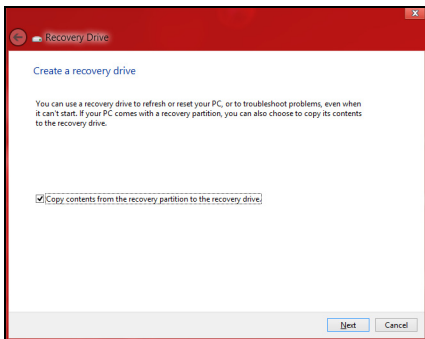 Recovery Drive
Create a recovery drive
You can use a recovery drive to refresh or reset your PC, or to troubleshoot problems, even when
it can't start. If your PC comes with a recovery partition, you can also choose to copy its contents
to the recovery drive.
Copy contents from the recovery partition to the recovery drive.
Next Cancel